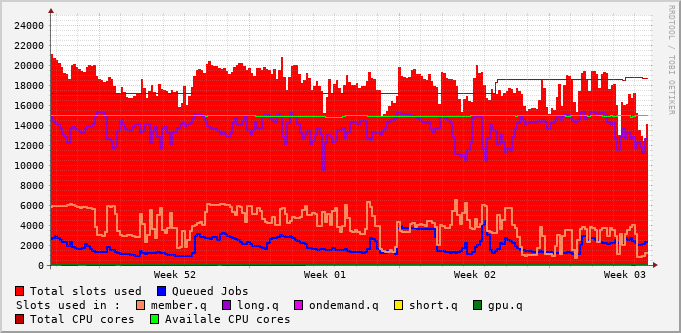 RRDTOOL / TOBI OETIKER
24000
22000
20000
18000
16000
14000
12000
10000
8000
6000
4000
2000
0
Week 52 Week 01 Week 02 Week 03
Total slots used Queued Jobs
Slots used in : member.q long.q ondemand.q short.q gpu.q
Total CPU cores Availale CPU cores